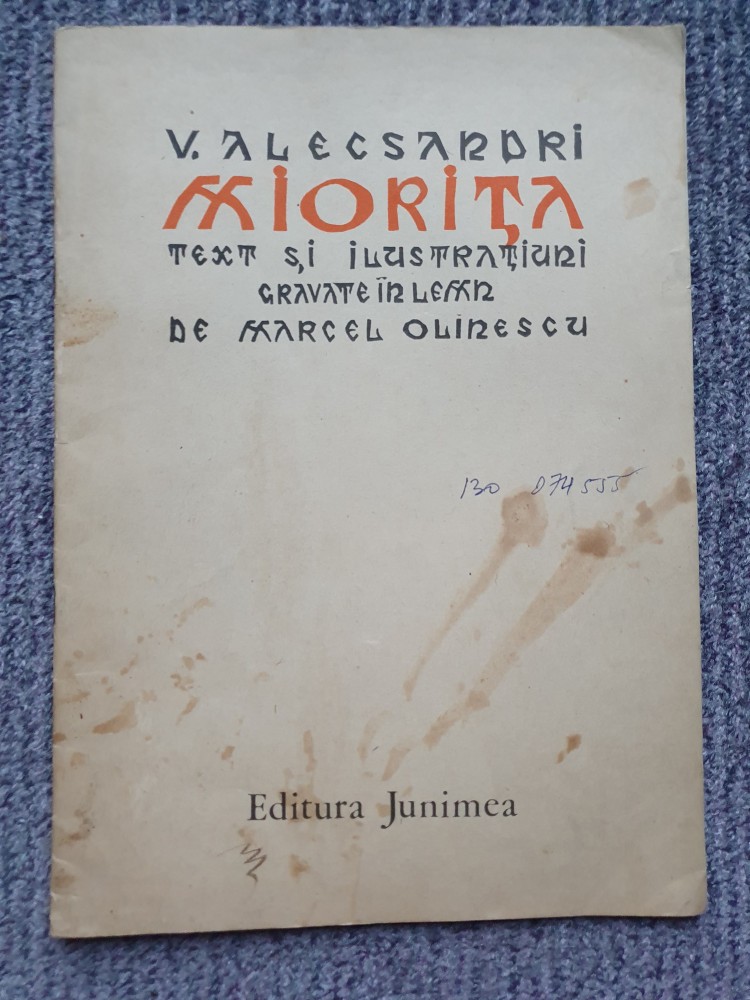 V. ALECSANDRI
MIORIȚA
TEXT ȘI ILUSTRAȚIUNI
GRAVATE ÎN LEMN
DE MARCEL OLINESCU
130 074555
Editura Junimea